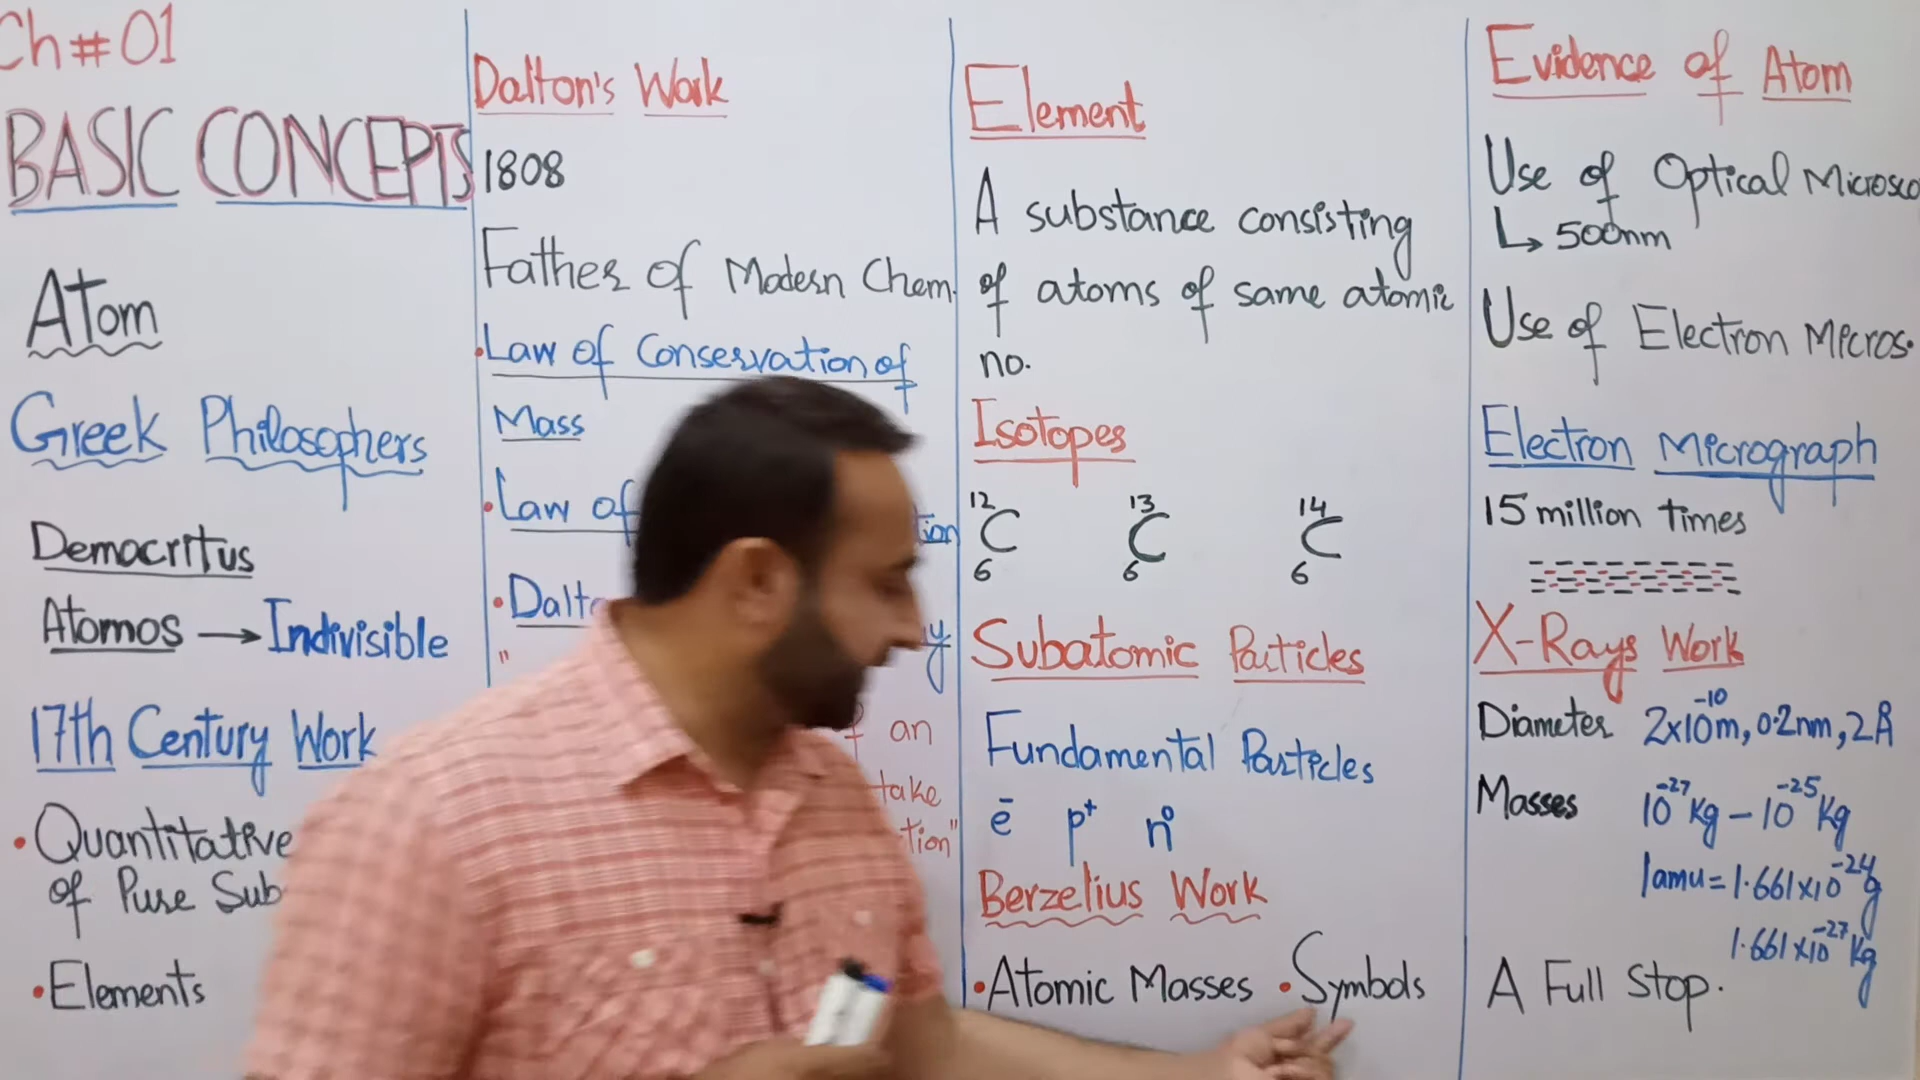 Ch # 01
BASIC CONCEPTS
Atom
Greek Philosophers
Democritus
Atomos → Indivisible
17th Century Work
• Quantitative
of Pure Sub
• Elements
Dalton's Work
1808
Father of Modern Chem.
• Law of Conservation of
Mass
• Law of
• Dalto
"
an
take
tion"
Element
A substance consisting
of atoms of same atomic
no.
Isotopes
12 C 6 13 C 6 14 C 6
Subatomic Particles
Fundamental Particles
e⁻ p⁺ n⁰
Berzelius Work
• Atomic Masses • Symbols
Evidence of Atom
Use of Optical Microsco
↳ 500nm
Use of Electron Micros.
Electron Micrograph
15 million times
X-Rays Work
Diameter 2x10⁻¹⁰m, 0.2nm, 2Å
Masses 10⁻²⁷Kg – 10⁻²⁵Kg
1amu = 1.661x10⁻²⁴g
1.661x10⁻²⁷Kg
A Full Stop.